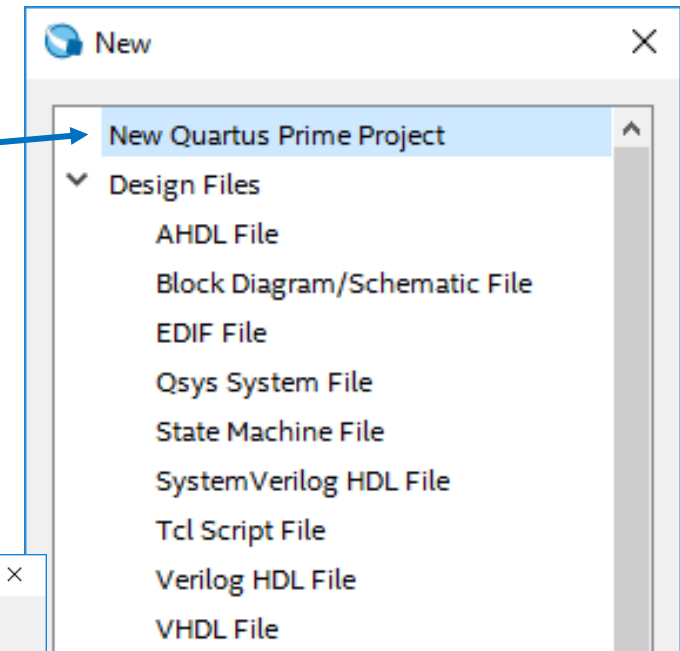 New
New Quartus Prime Project
Design Files
AHDL File
Block Diagram/Schematic File
EDIF File
Qsys System File
State Machine File
SystemVerilog HDL File
Tcl Script File
Verilog HDL File
VHDL File